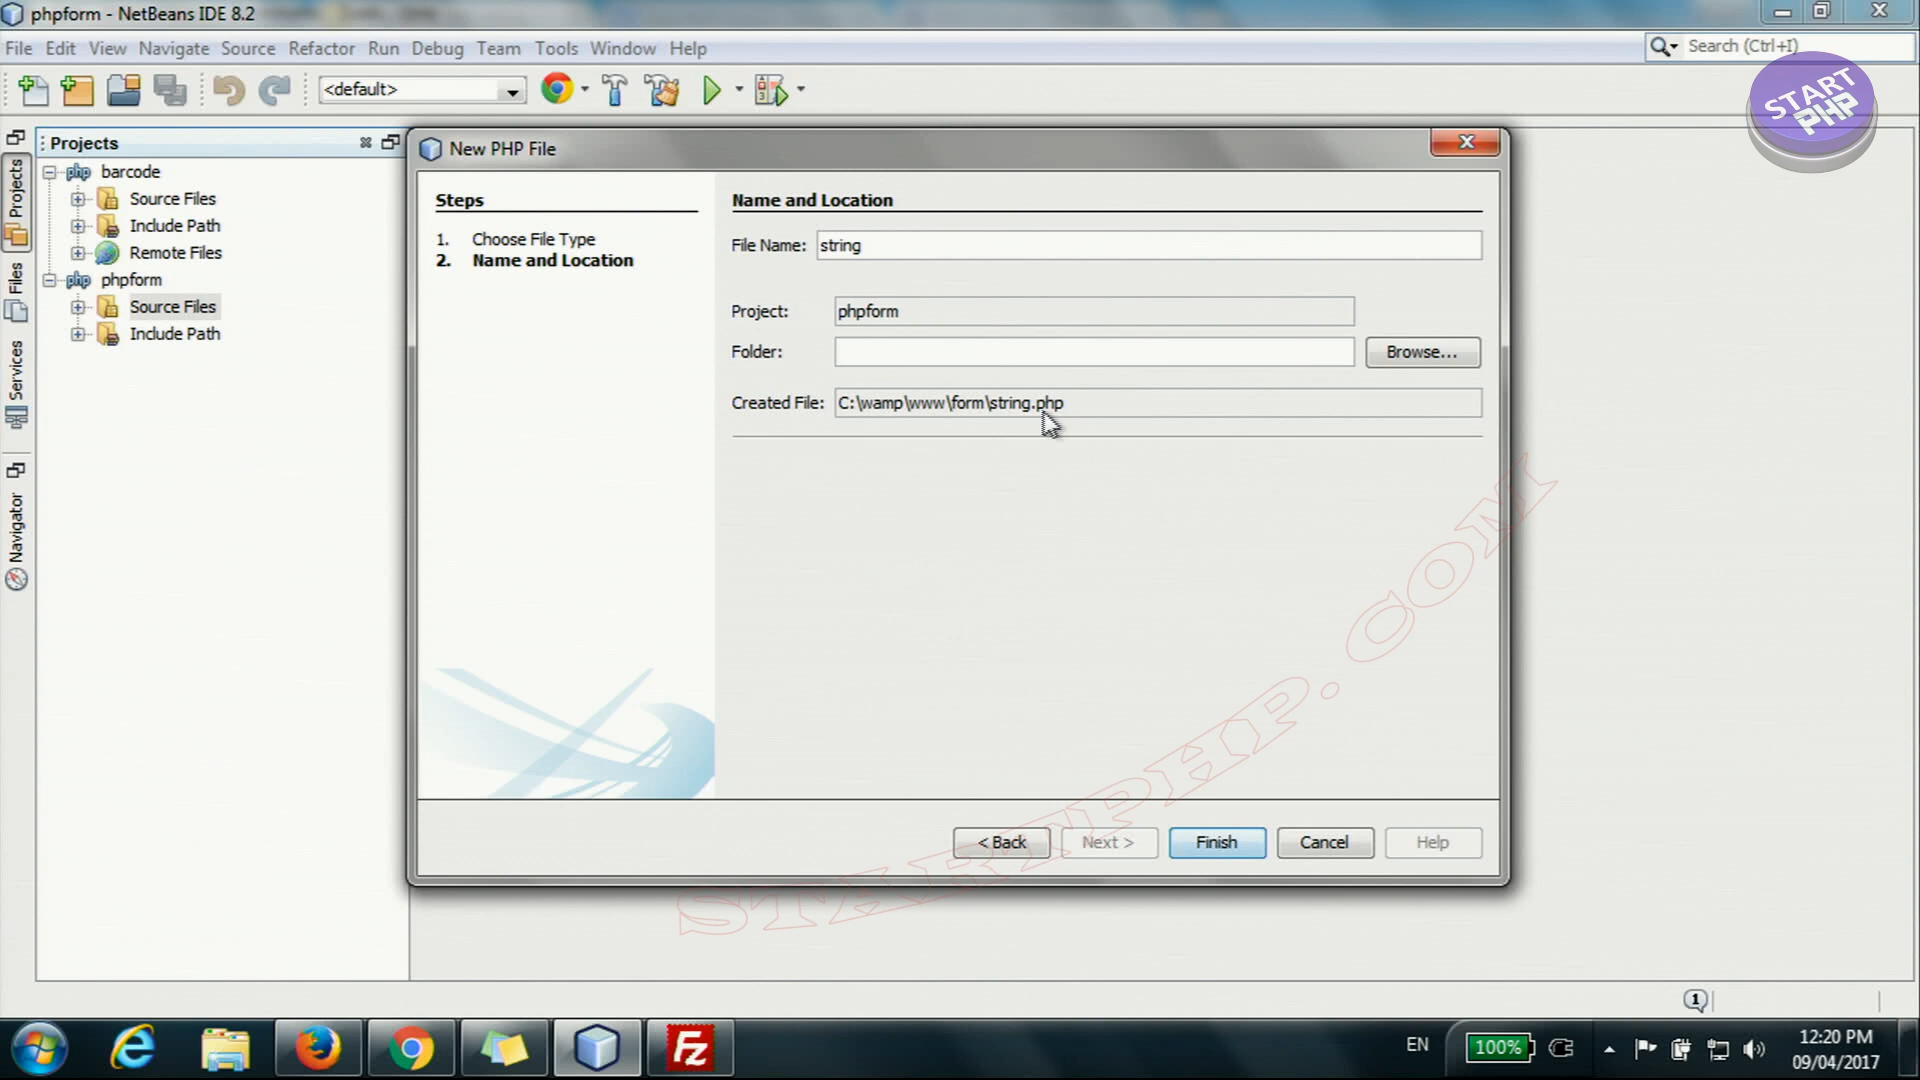 phpform - NetBeans IDE 8.2
File Edit View Navigate Source Refactor Run Debug Team Tools Window Help
Search (Ctrl+I)
<default>
START PHP
Projects
barcode
Source Files
Include Path
Remote Files
phpform
Source Files
Include Path
Projects
Files
Services
Navigator
New PHP File
Steps
1. Choose File Type
2. Name and Location
Name and Location
File Name: string
Project: phpform
Folder: Browse...
Created File: C:\wamp\www\form\string.php
< Back Next > Finish Cancel Help
STARTPHP.COM
1
EN
100%
12:20 PM
09/04/2017